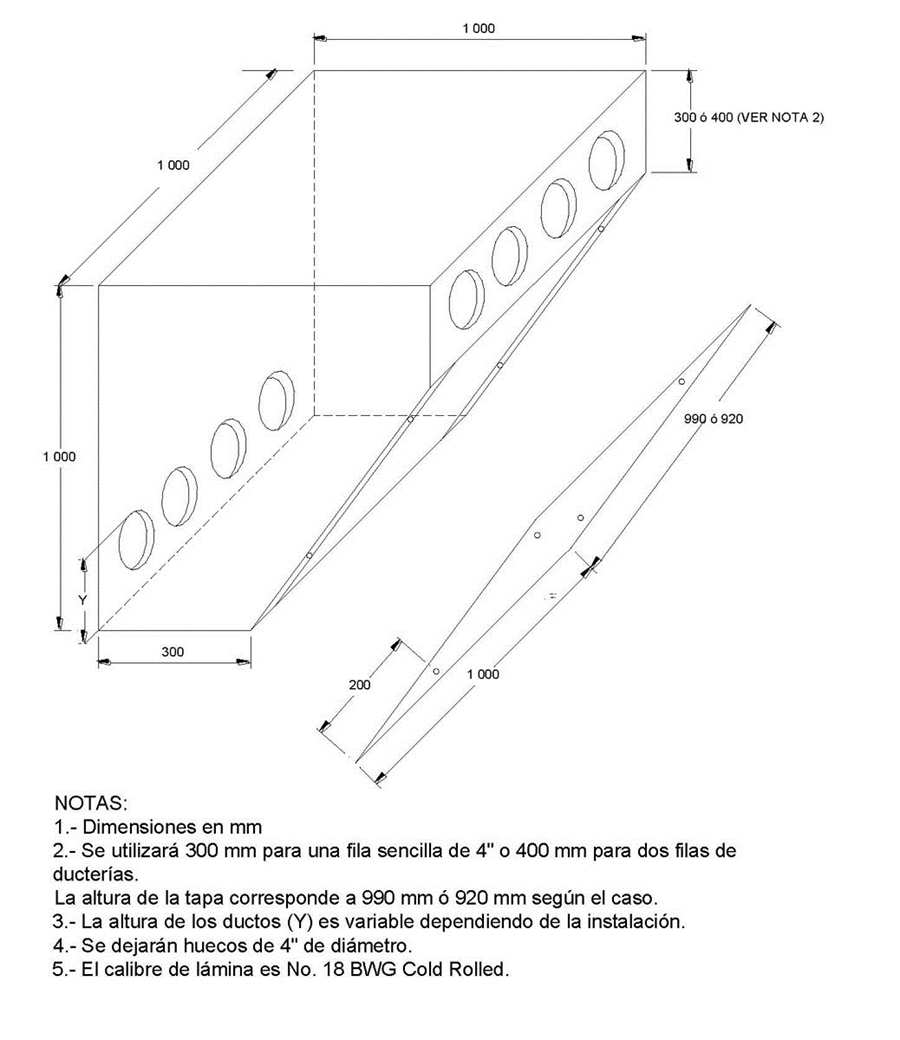 1 000
300 ó 400 (VER NOTA 2)
1 000
990 ó 920
1 000
Y
300
1 000
200
NOTAS:
1.- Dimensiones en mm
2.- Se utilizará 300 mm para una fila sencilla de 4" o 400 mm para dos filas de
ducterías.
La altura de la tapa corresponde a 990 mm ó 920 mm según el caso.
3.- La altura de los ductos (Y) es variable dependiendo de la instalación.
4.- Se dejarán huecos de 4" de diámetro.
5.- El calibre de lámina es No. 18 BWG Cold Rolled.